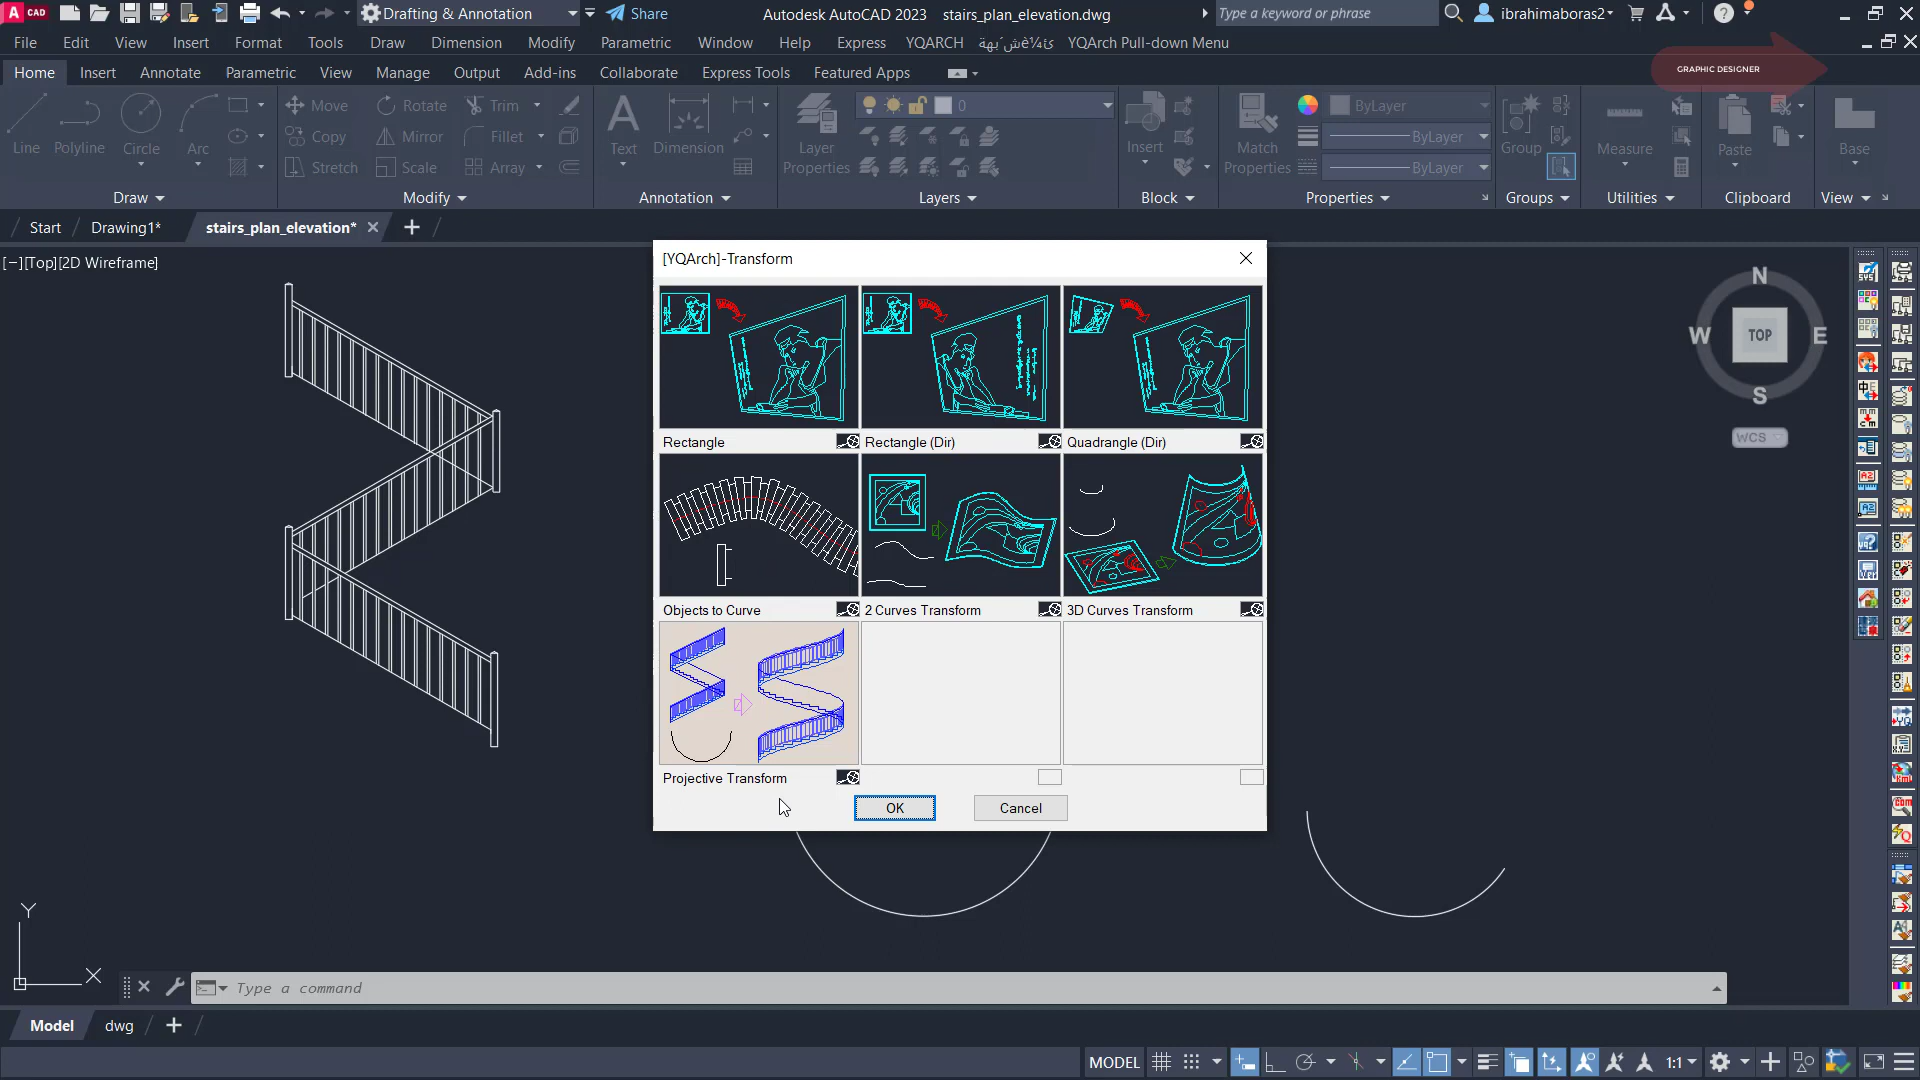 CAD
Drafting & Annotation
Share
Autodesk AutoCAD 2023 stairs_plan_elevation.dwg
Type a keyword or phrase
ibrahimaboras2
File Edit View Insert Format Tools Draw Dimension Modify Parametric Window Help Express YQARCH YQArch Pull-down Menu
Home Insert Annotate Parametric View Manage Output Add-ins Collaborate Express Tools Featured Apps
GRAPHIC DESIGNER
Move Rotate Trim 0 ByLayer
Copy Mirror Fillet ByLayer
Line Polyline Circle Arc Text Dimension Layer Properties Insert Match Properties Group Measure Paste Base
Stretch Scale Array ByLayer
Draw Modify Annotation Layers Block Properties Groups Utilities Clipboard View
Start Drawing1* stairs_plan_elevation*
[−][Top][2D Wireframe]
[YQArch]-Transform
N
W TOP E
S
WCS
Rectangle Rectangle (Dir) Quadrangle (Dir)
Objects to Curve 2 Curves Transform 3D Curves Transform
Projective Transform
OK Cancel
Y
X
Type a command
Model dwg
MODEL 1:1